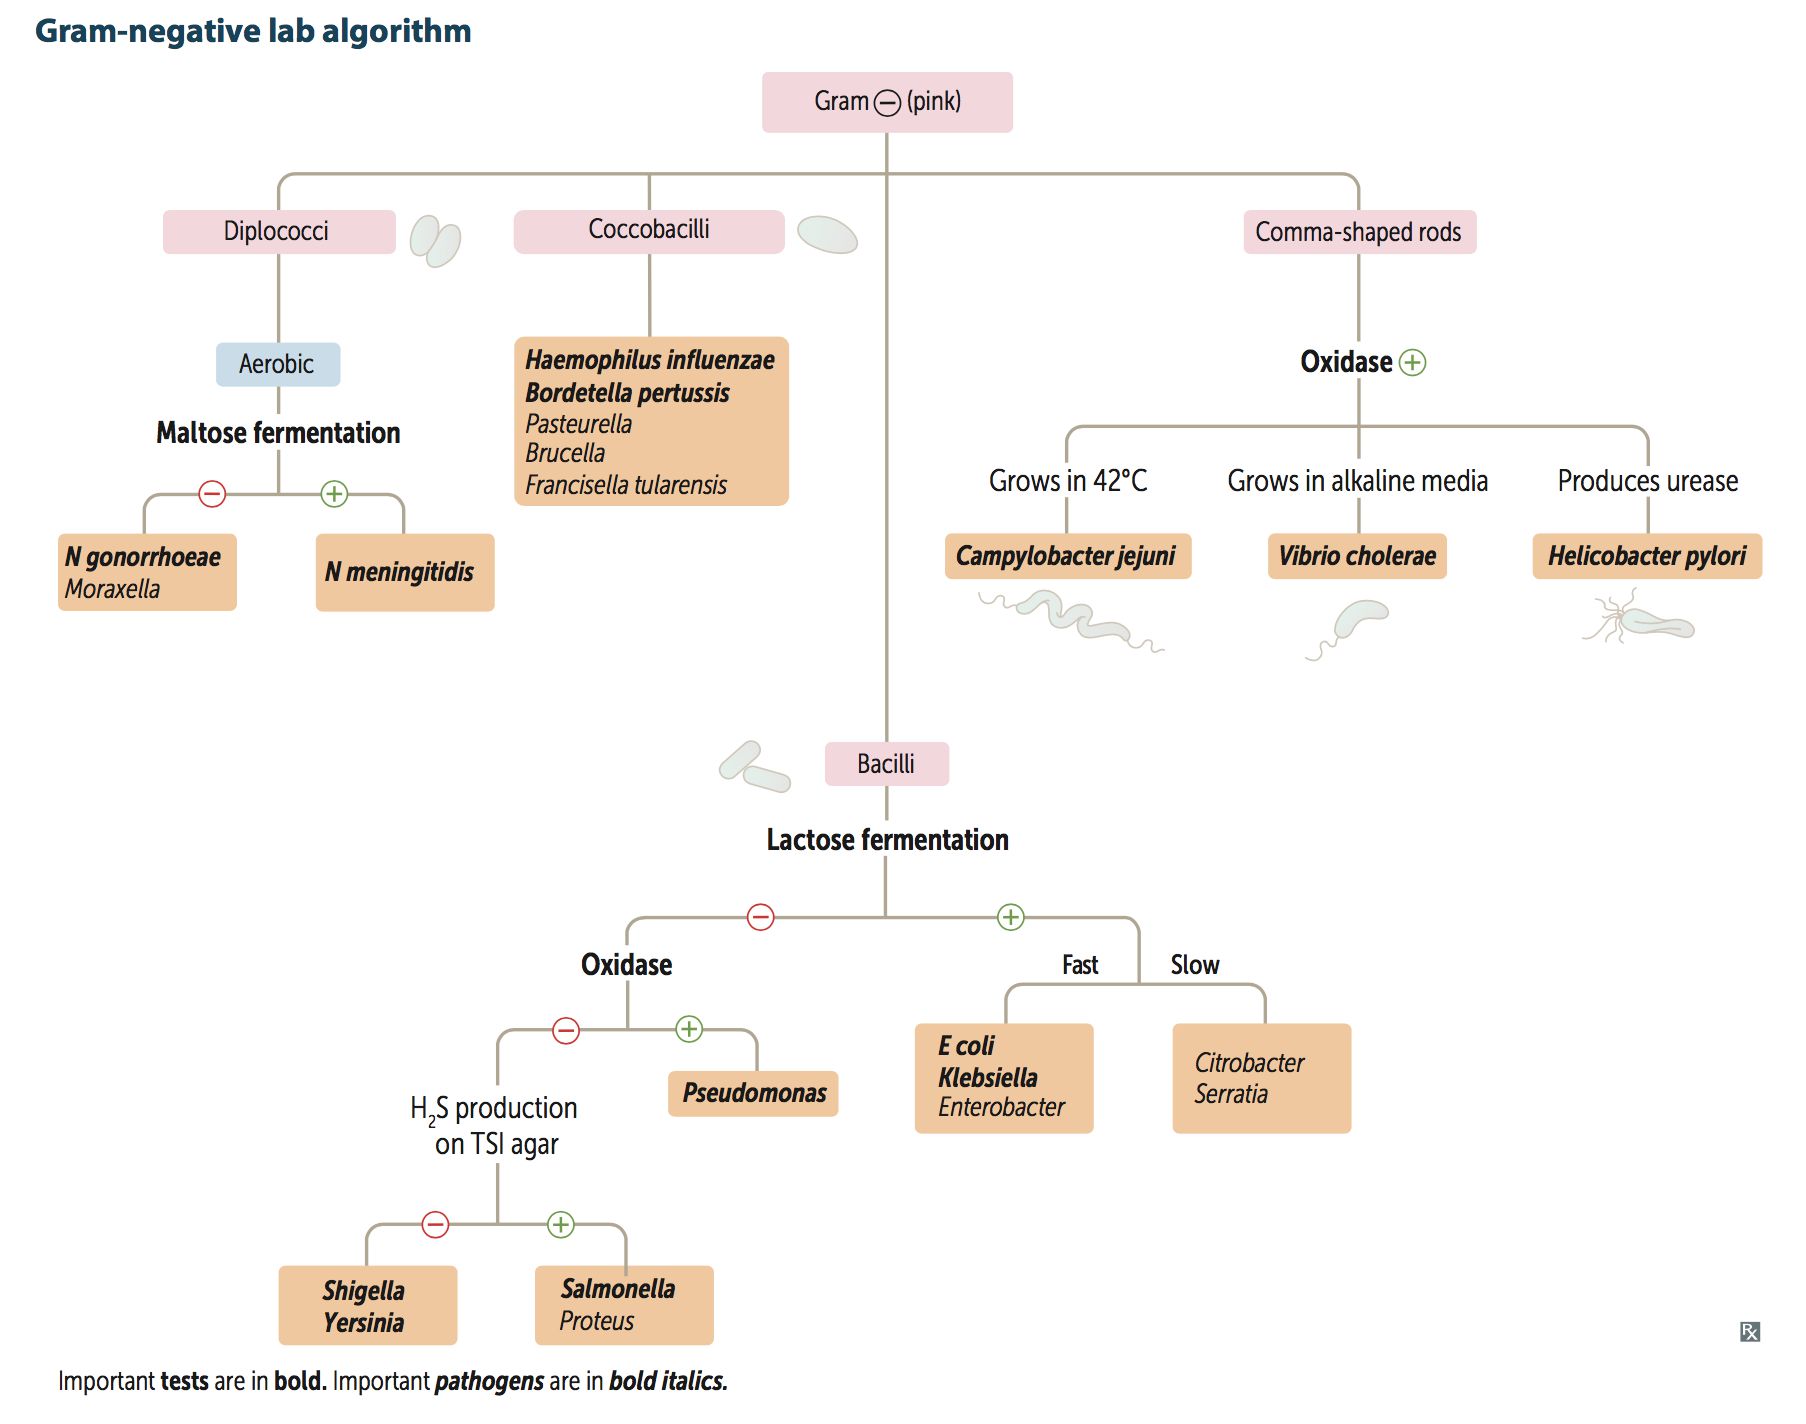 Gram-negative lab algorithm
Gram ⊖ (pink)
Diplococci
Coccobacilli
Comma-shaped rods
Aerobic
Maltose fermentation
−
+
N gonorrhoeae
Moraxella
N meningitidis
Haemophilus influenzae
Bordetella pertussis
Pasteurella
Brucella
Francisella tularensis
Oxidase ⊕
Grows in 42°C
Grows in alkaline media
Produces urease
Campylobacter jejuni
Vibrio cholerae
Helicobacter pylori
Bacilli
Lactose fermentation
−
+
Oxidase
−
+
Fast
Slow
E coli
Klebsiella
Enterobacter
Citrobacter
Serratia
Pseudomonas
H₂S production
on TSI agar
−
+
Shigella
Yersinia
Salmonella
Proteus
Rx
Important tests are in bold. Important pathogens are in bold italics.